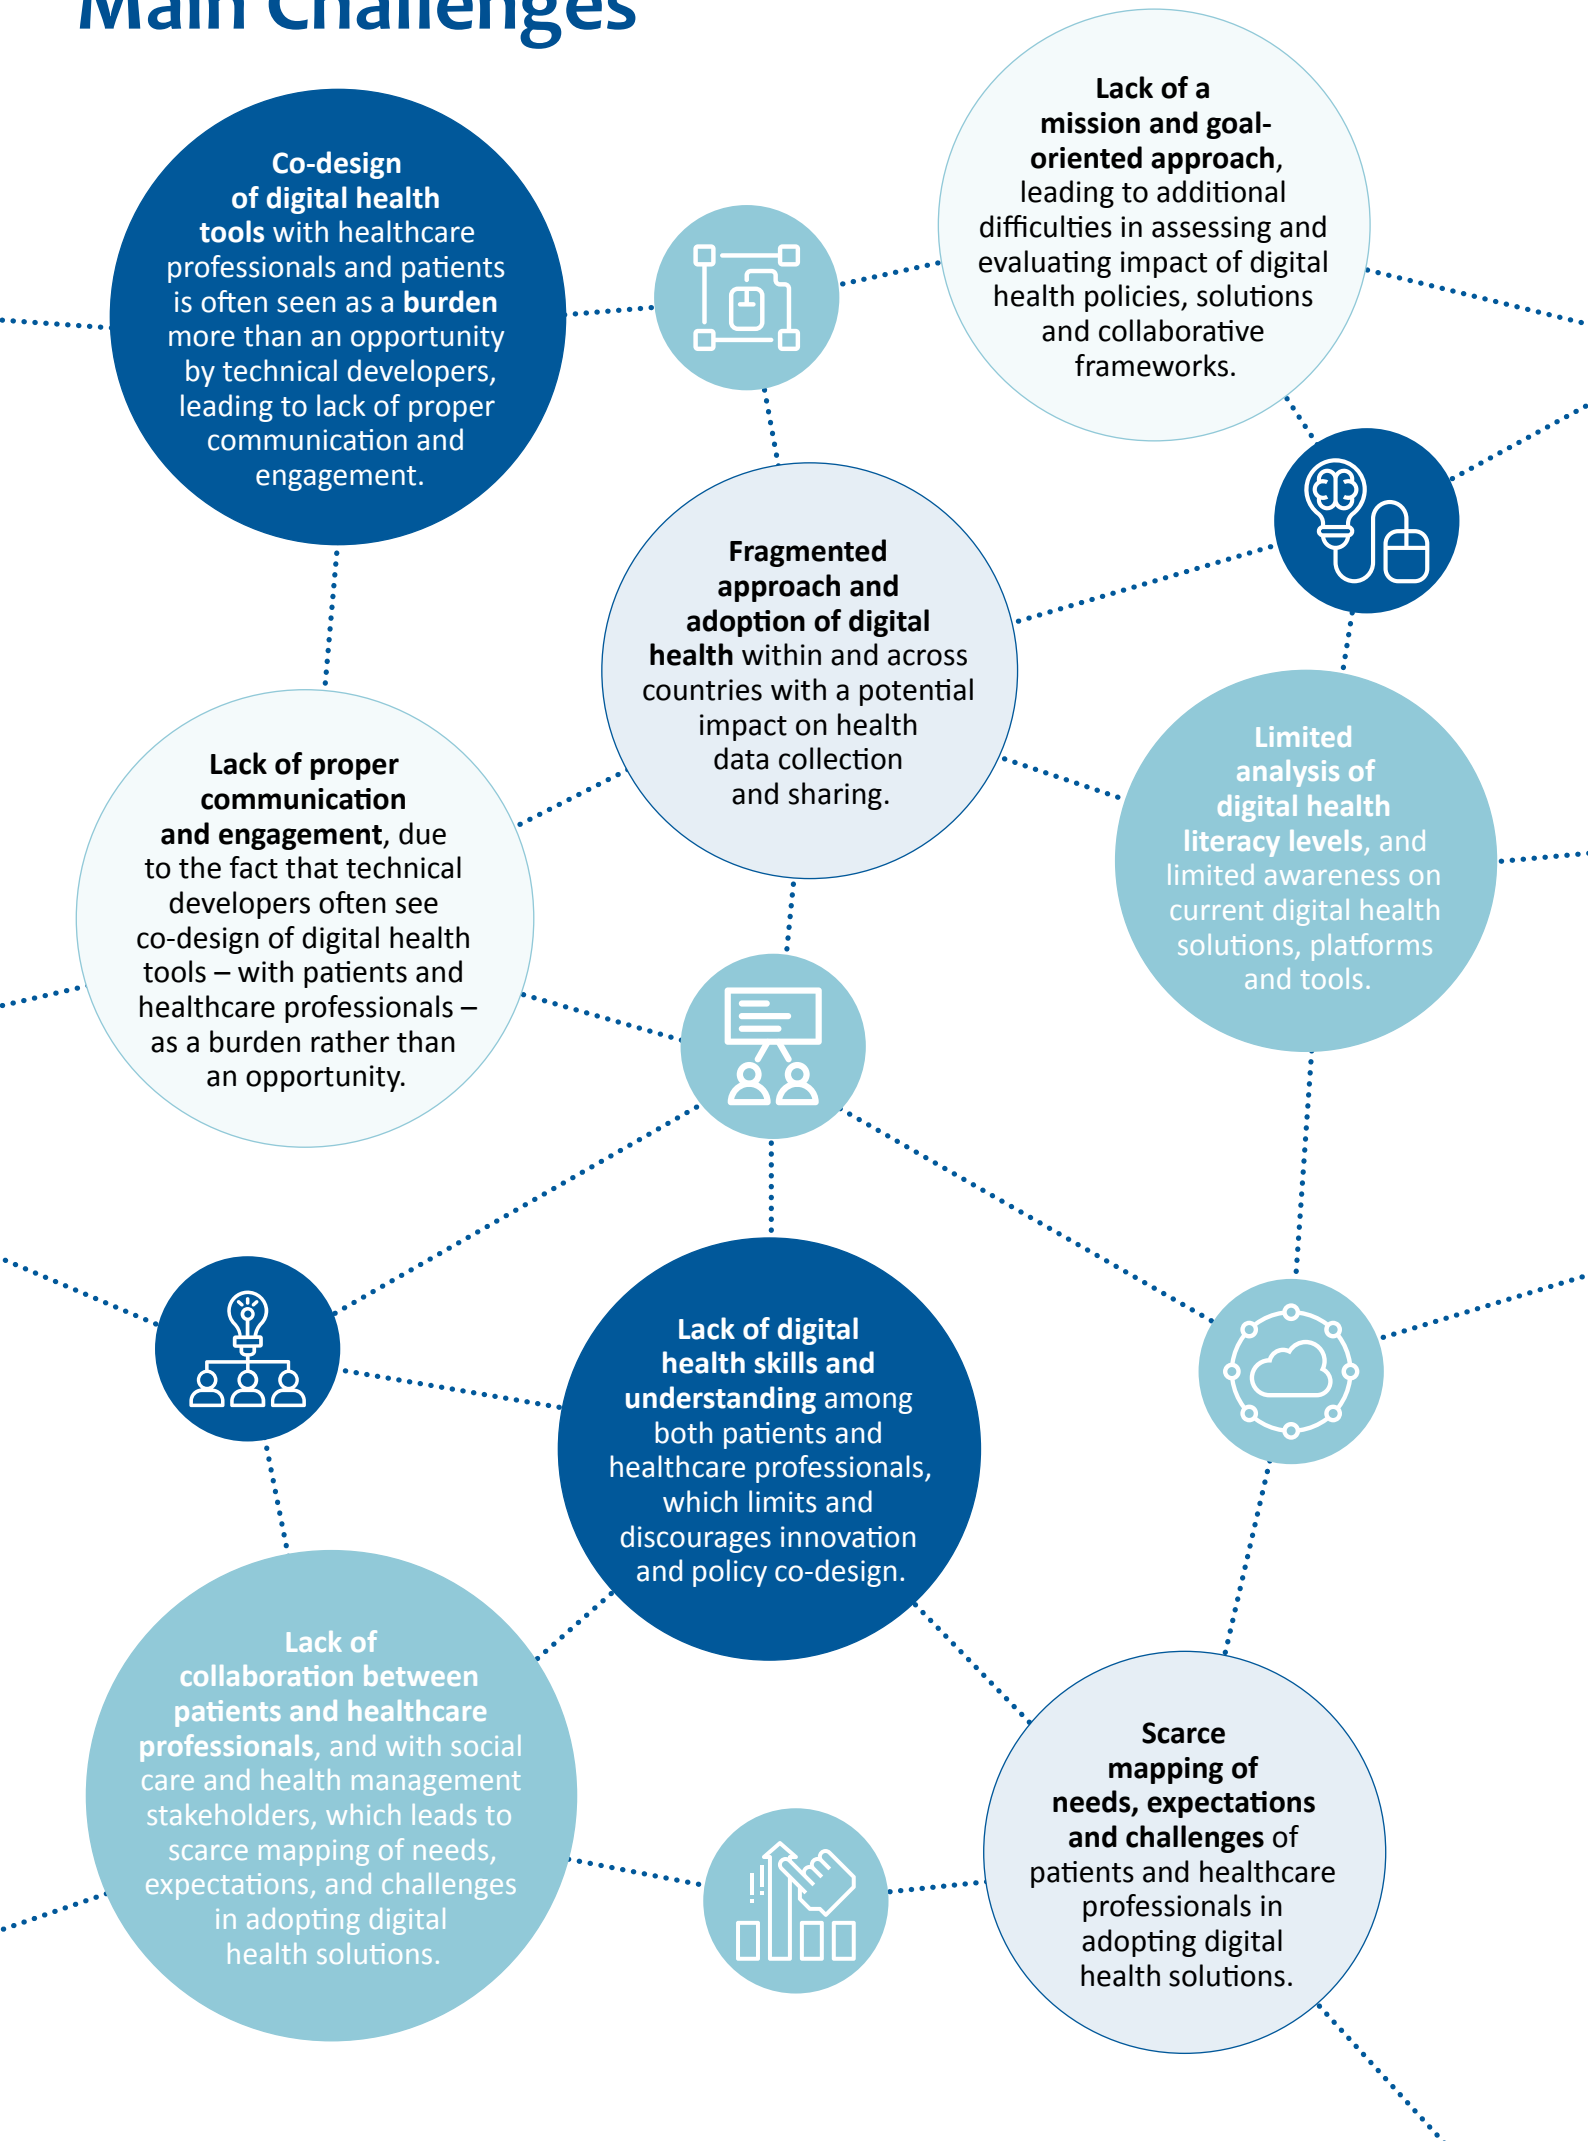 Main Challenges
Co-design
of digital health
tools with healthcare
professionals and patients
is often seen as a burden
more than an opportunity
by technical developers,
leading to lack of proper
communication and
engagement.
Lack of a
mission and goal-
oriented approach,
leading to additional
difficulties in assessing and
evaluating impact of digital
health policies, solutions
and collaborative
frameworks.
Fragmented
approach and
adoption of digital
health within and across
countries with a potential
impact on health
data collection
and sharing.
Lack of proper
communication
and engagement, due
to the fact that technical
developers often see
co-design of digital health
tools – with patients and
healthcare professionals –
as a burden rather than
an opportunity.
Limited
analysis of
digital health
literacy levels, and
limited awareness on
current digital health
solutions, platforms
and tools.
Lack of digital
health skills and
understanding among
both patients and
healthcare professionals,
which limits and
discourages innovation
and policy co-design.
Lack of
collaboration between
patients and healthcare
professionals, and with social
care and health management
stakeholders, which leads to
scarce mapping of needs,
expectations, and challenges
in adopting digital
health solutions.
Scarce
mapping of
needs, expectations
and challenges of
patients and healthcare
professionals in
adopting digital
health solutions.